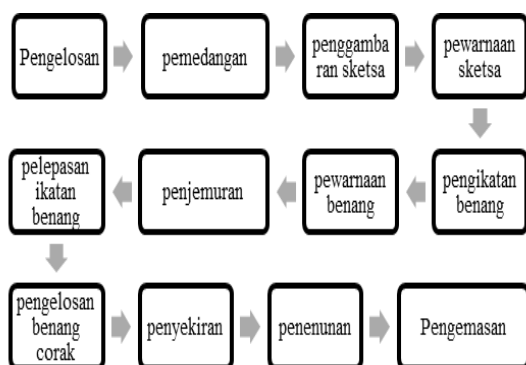 Pengelosan
pemedangan
penggamba
ran sketsa
pewarnaan
sketsa
pengikatan
benang
pewarnaan
benang
penjemuran
pelepasan
ikatan
benang
pengelosan
benang
corak
penyekiran
penenunan
Pengemasan